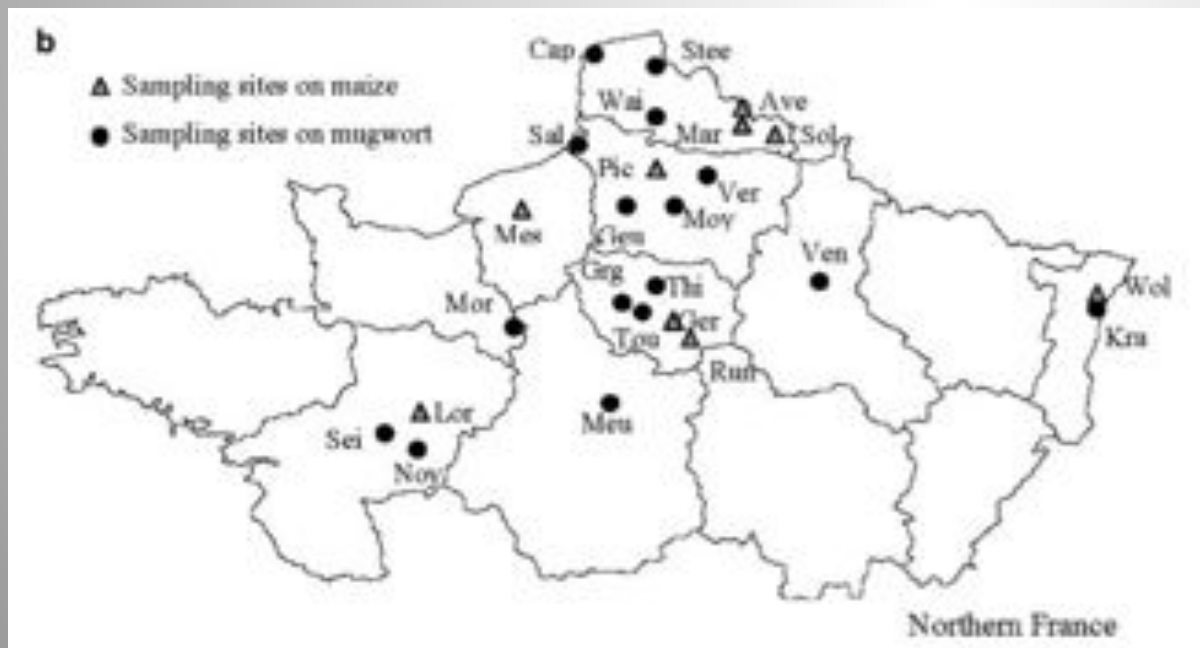 b
Sampling sites on maize
Sampling sites on mugwort
Cap
Stee
Wai
Ave
Sal
Mar
Sol
Pic
Ver
Moy
Mes
Geu
Ven
Grg
Thi
Wol
Mor
Ger
Tou
Kra
Run
Lor
Meu
Sei
Noy
Northern France